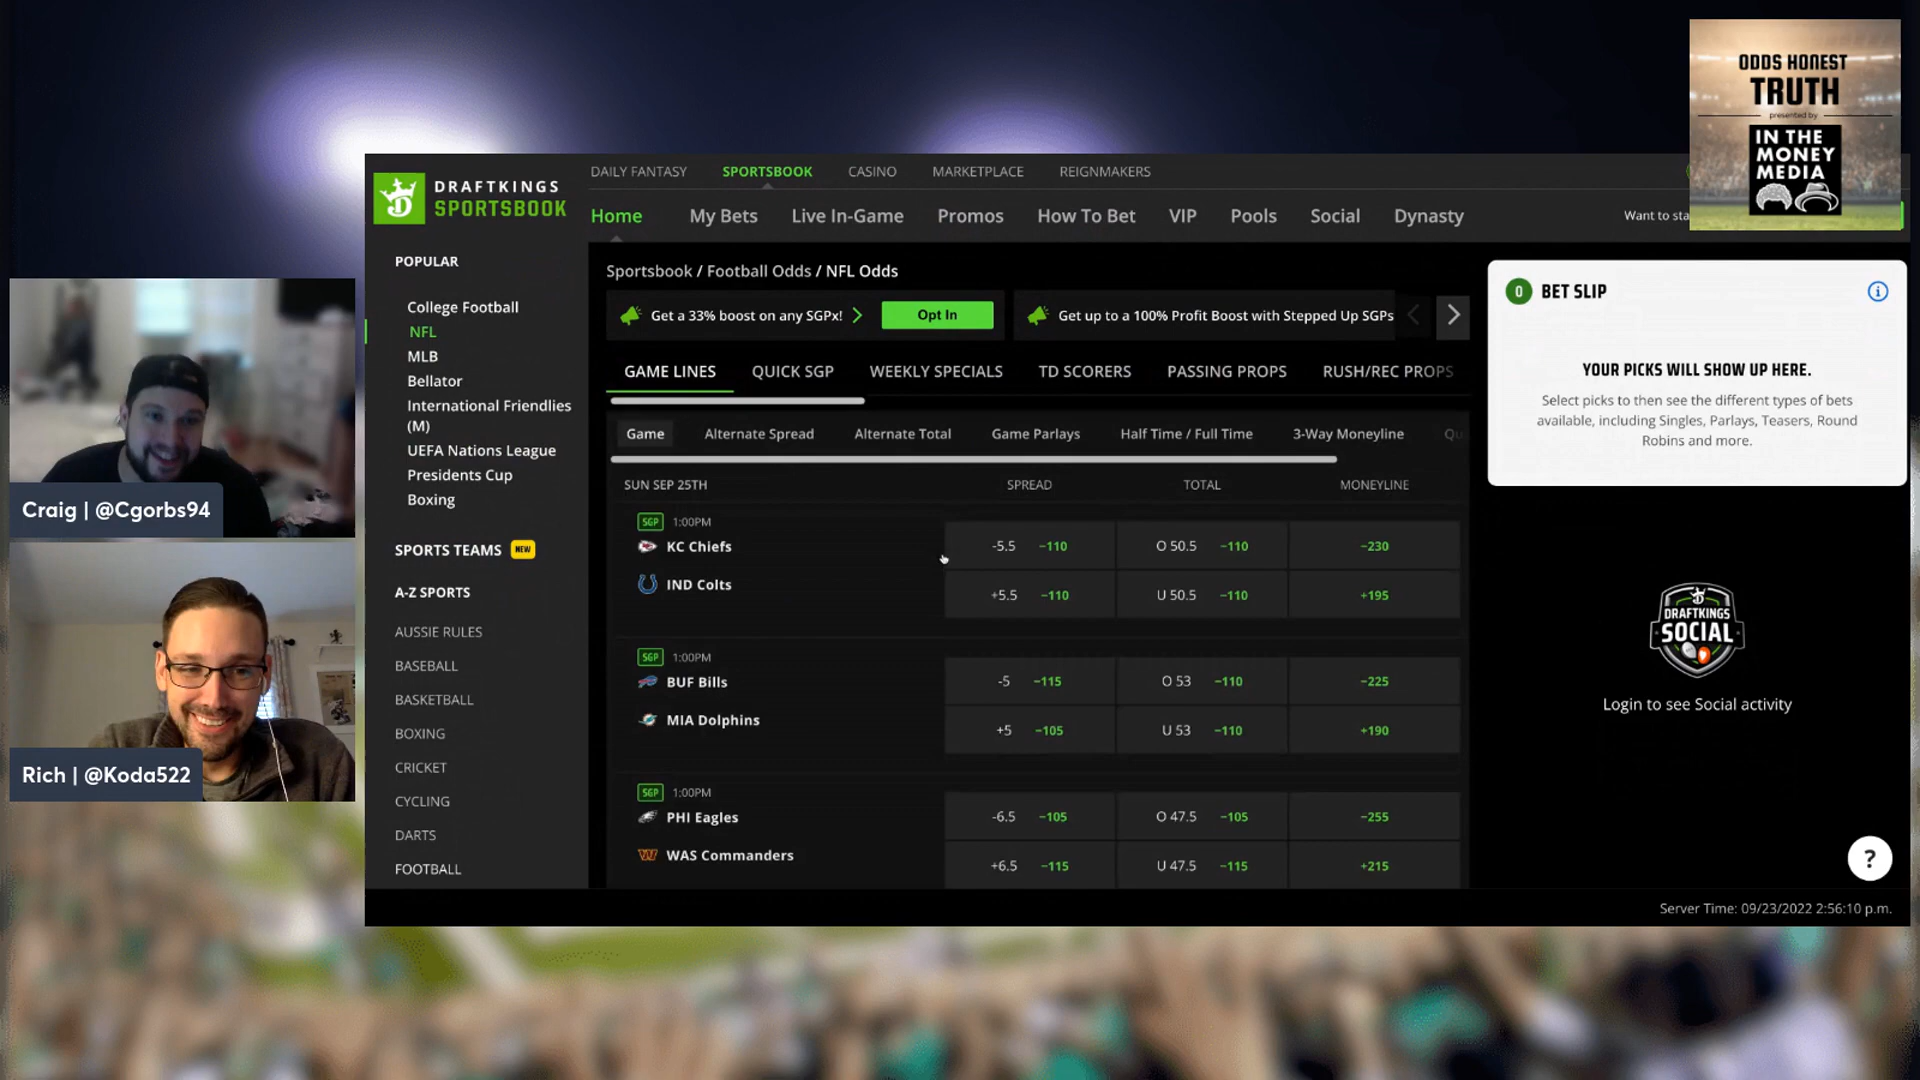 ODDS HONEST
TRUTH
presented by
IN THE
MONEY
MEDIA
DRAFTKINGS
SPORTSBOOK
DAILY FANTASY
SPORTSBOOK
CASINO
MARKETPLACE
REIGNMAKERS
Home
My Bets
Live In-Game
Promos
How To Bet
VIP
Pools
Social
Dynasty
Want to sta
POPULAR
College Football
NFL
MLB
Bellator
International Friendlies
(M)
UEFA Nations League
Presidents Cup
Boxing
SPORTS TEAMS NEW
A-Z SPORTS
AUSSIE RULES
BASEBALL
BASKETBALL
BOXING
CRICKET
CYCLING
DARTS
FOOTBALL
Craig | @Cgorbs94
Rich | @Koda522
Sportsbook / Football Odds / NFL Odds
Get a 33% boost on any SGPx!
Opt In
Get up to a 100% Profit Boost with Stepped Up SGPs
GAME LINES
QUICK SGP
WEEKLY SPECIALS
TD SCORERS
PASSING PROPS
RUSH/REC PROPS
Game
Alternate Spread
Alternate Total
Game Parlays
Half Time / Full Time
3-Way Moneyline
Qu
SUN SEP 25TH
SPREAD
TOTAL
MONEYLINE
SGP 1:00PM
KC Chiefs
-5.5 −110
O 50.5 −110
−230
IND Colts
+5.5 −110
U 50.5 −110
+195
SGP 1:00PM
BUF Bills
-5 −115
O 53 −110
−225
MIA Dolphins
+5 −105
U 53 −110
+190
SGP 1:00PM
PHI Eagles
-6.5 −105
O 47.5 −105
−255
WAS Commanders
+6.5 −115
U 47.5 −115
+215
0 BET SLIP
i
YOUR PICKS WILL SHOW UP HERE.
Select picks to then see the different types of bets
available, including Singles, Parlays, Teasers, Round
Robins and more.
DRAFTKINGS
SOCIAL
Login to see Social activity
?
Server Time: 09/23/2022 2:56:10 p.m.